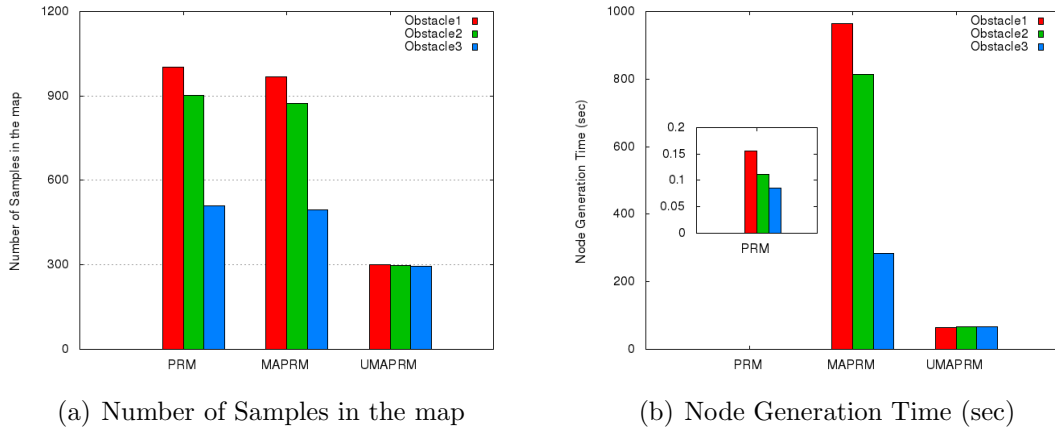 Number of Samples in the map
1200
900
600
300
0
Obstacle1
Obstacle2
Obstacle3
PRM
MAPRM
UMAPRM
(a) Number of Samples in the map
Node Generation Time (sec)
1000
800
600
400
200
0
Obstacle1
Obstacle2
Obstacle3
0.2
0.15
0.1
0.05
0
PRM
PRM
MAPRM
UMAPRM
(b) Node Generation Time (sec)